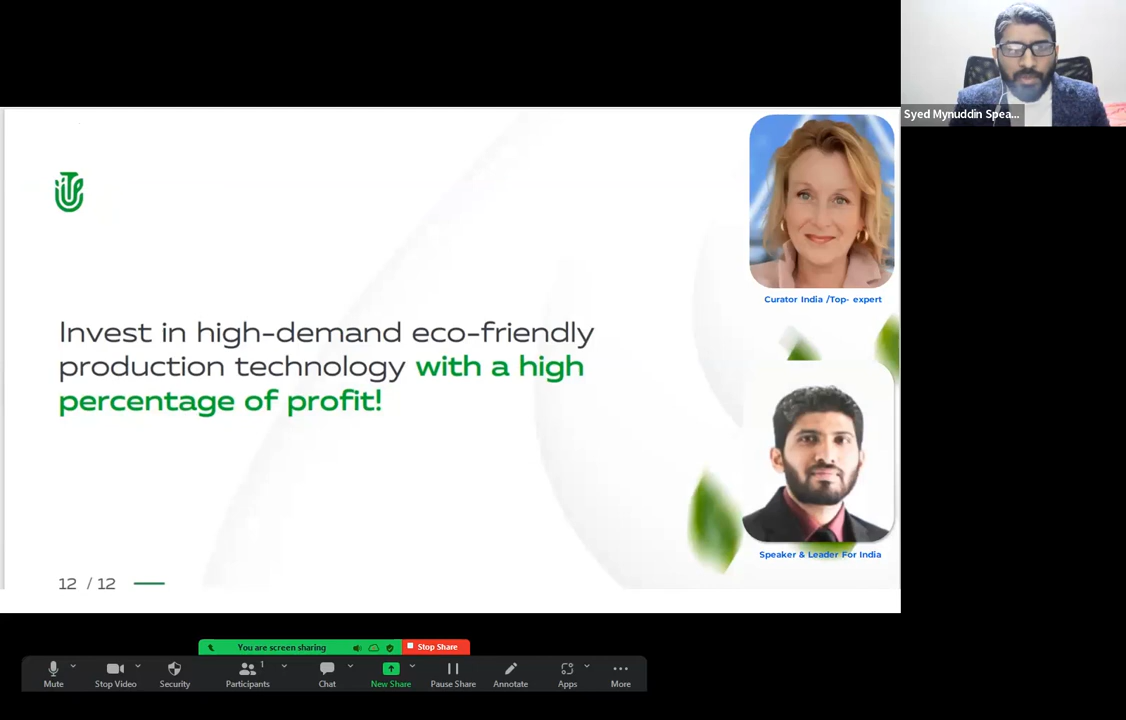 Syed Mynuddin Spea...
Curator India /Top- expert
Invest in high-demand eco-friendly
production technology with a high
percentage of profit!
Speaker & Leader For India
12 / 12
You are screen sharing
Stop Share
1
Mute
Stop Video
Security
Participants
Chat
New Share
Pause Share
Annotate
Apps
More